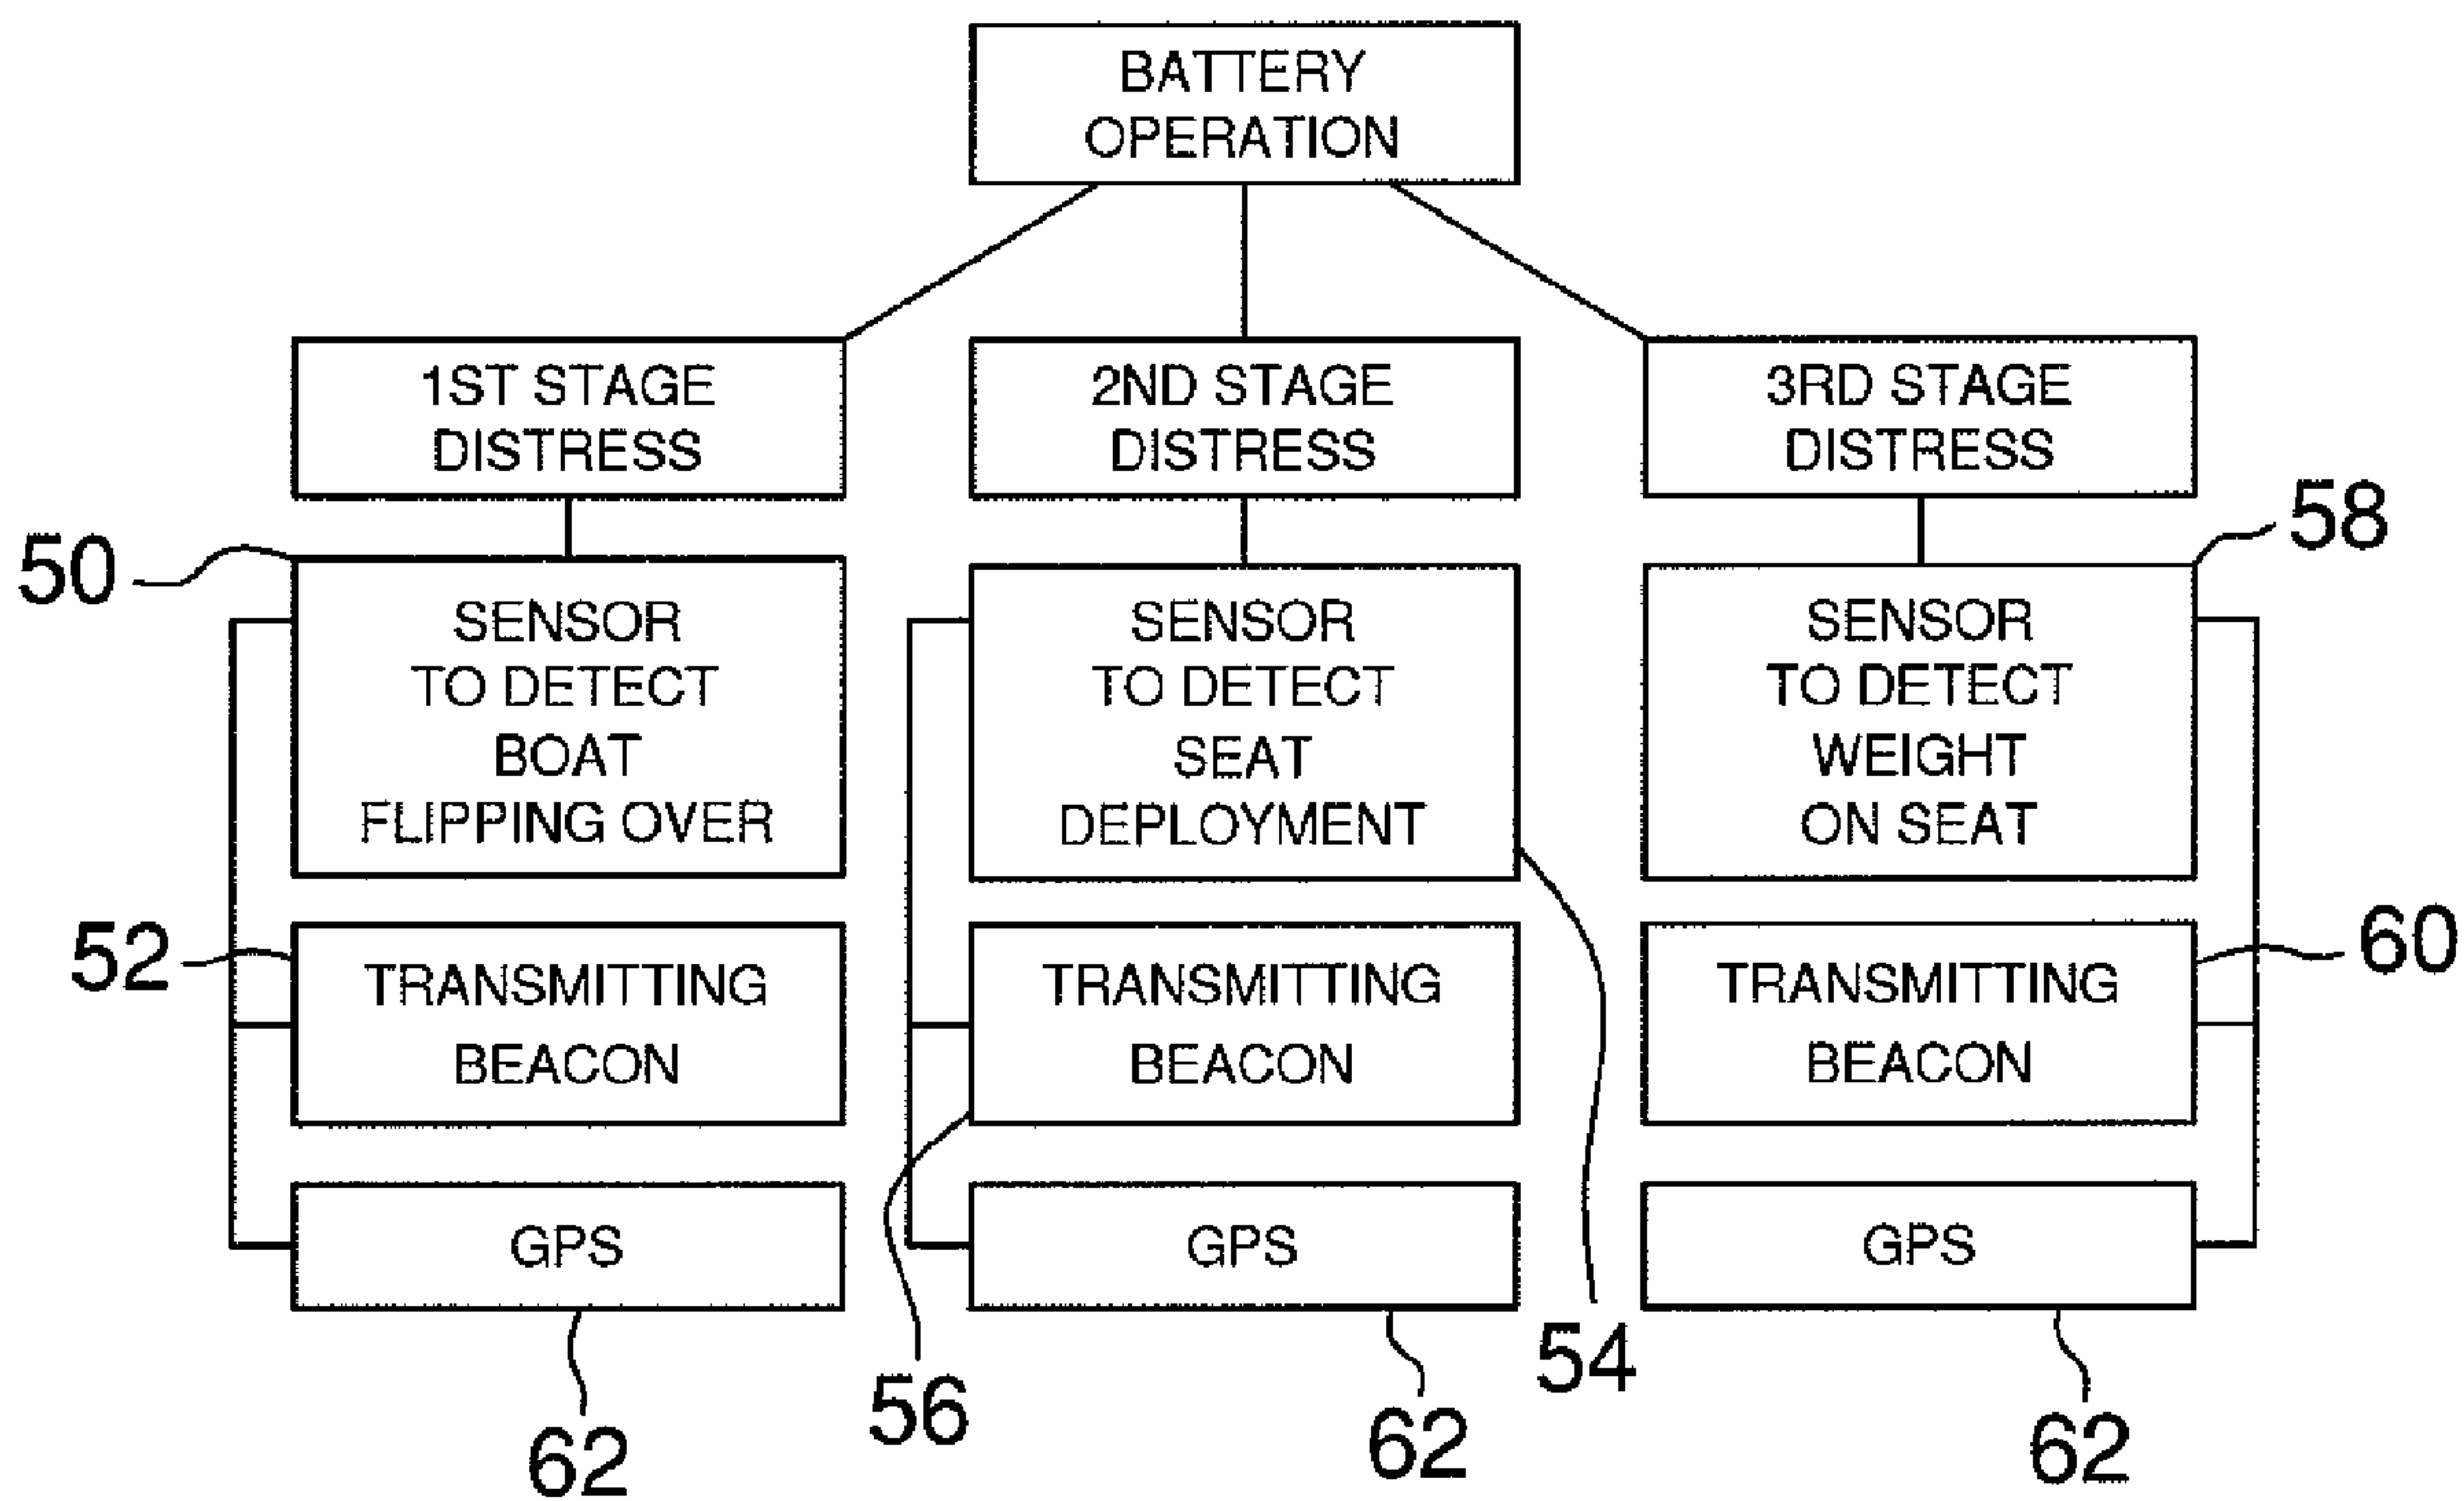 BATTERY
OPERATION
1ST STAGE
DISTRESS
2ND STAGE
DISTRESS
3RD STAGE
DISTRESS
50
SENSOR
TO DETECT
BOAT
FLIPPING OVER
SENSOR
TO DETECT
SEAT
DEPLOYMENT
58
SENSOR
TO DETECT
WEIGHT
ON SEAT
52
TRANSMITTING
BEACON
TRANSMITTING
BEACON
60
TRANSMITTING
BEACON
GPS
GPS
GPS
62
56
62
54
62